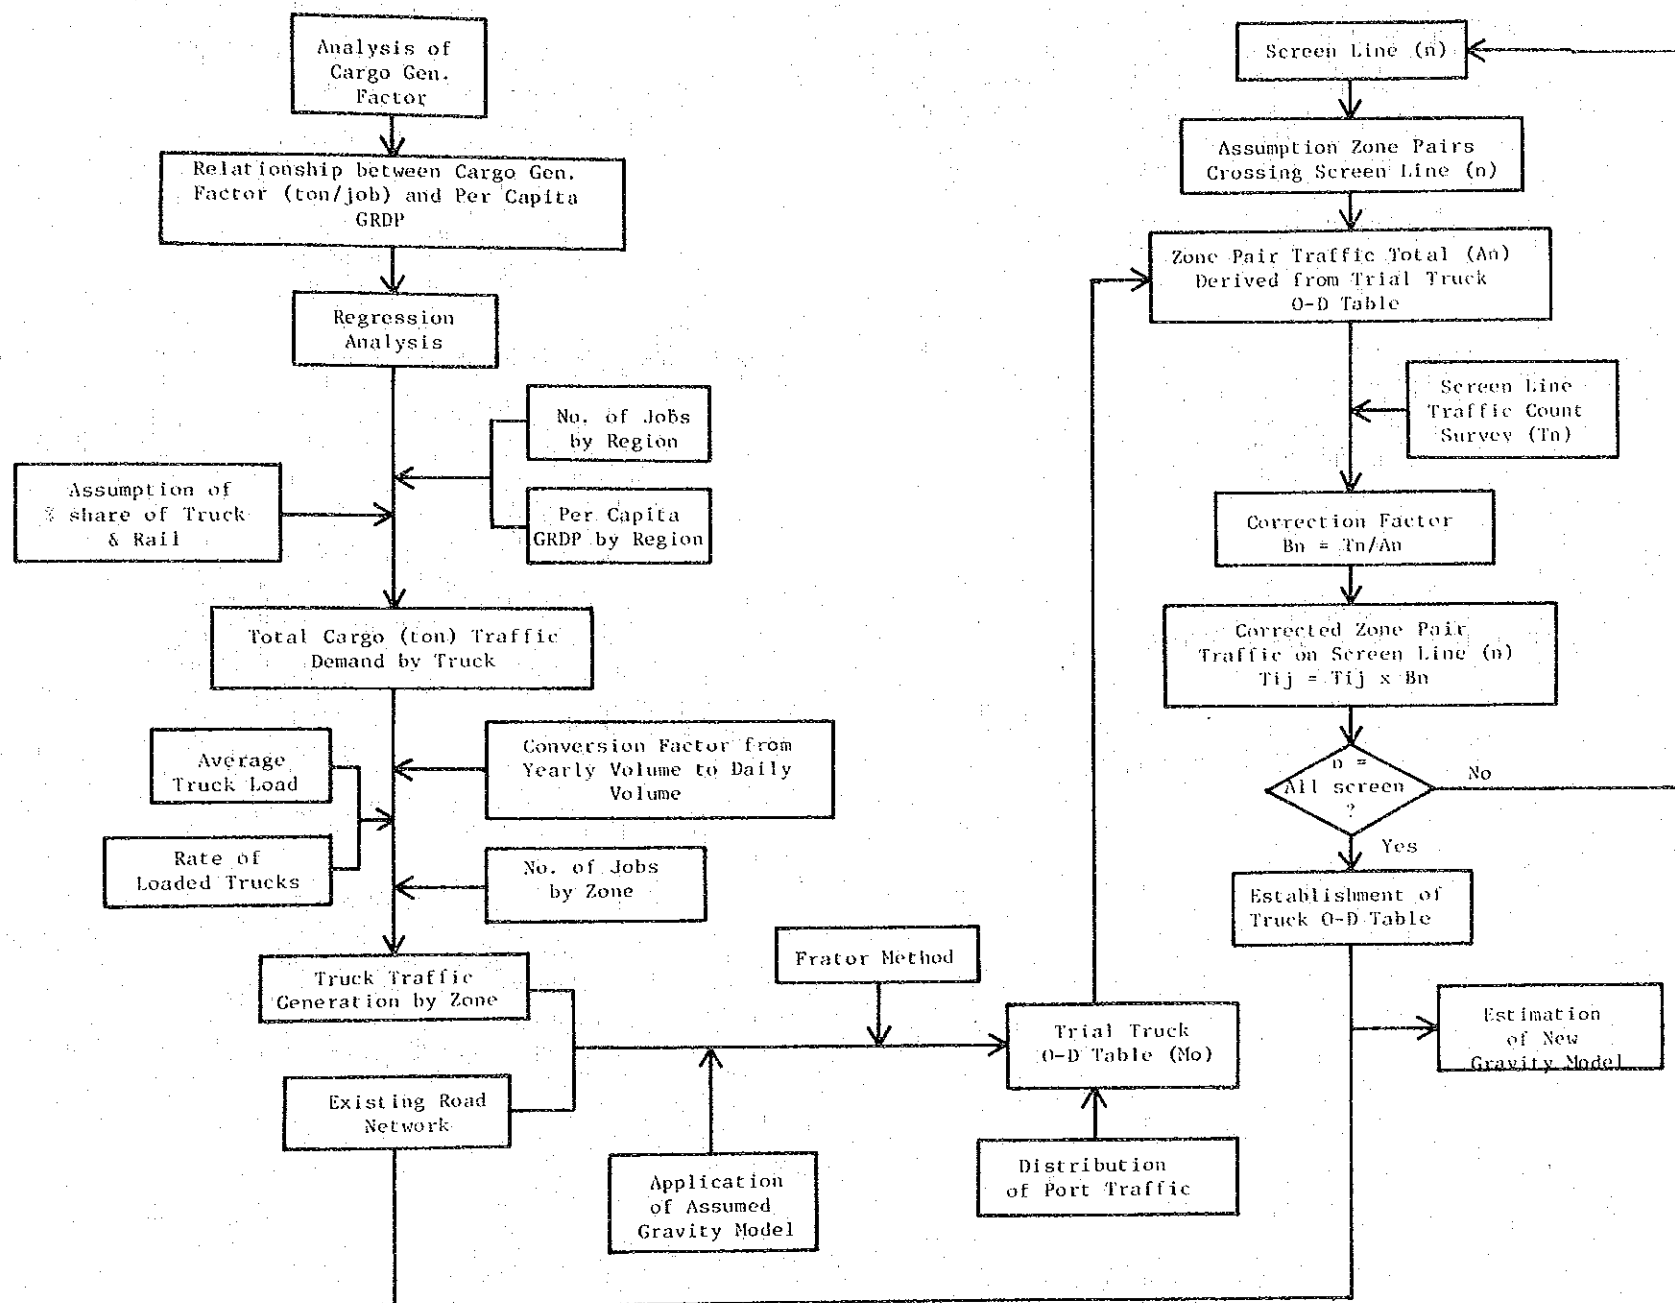 Analysis of
Cargo Gen.
Factor
Relationship between Cargo Gen.
Factor (ton/job) and Per Capita
GRDP
Regression
Analysis
No. of Jobs
by Region
Assumption of
% share of Truck
& Rail
Per Capita
GRDP by Region
Total Cargo (ton) Traffic
Demand by Truck
Average
Truck Load
Conversion Factor from
Yearly Volume to Daily
Volume
Rate of
Loaded Trucks
No. of Jobs
by Zone
Truck Traffic
Generation by Zone
Frator Method
Existing Road
Network
Application
of Assumed
Gravity Model
Trial Truck
O-D Table (Mo)
Distribution
of Port Traffic
Screen Line (n)
Assumption Zone Pairs
Crossing Screen Line (n)
Zone Pair Traffic Total (An)
Derived from Trial Truck
O-D Table
Screen Line
Traffic Count
Survey (Tn)
Correction Factor
Bn = Tn/An
Corrected Zone Pair
Traffic on Screen Line (n)
Tij = Tij x Bn
n =
All screen
?
No
Yes
Establishment of
Truck O-D Table
Estimation
of New
Gravity Model